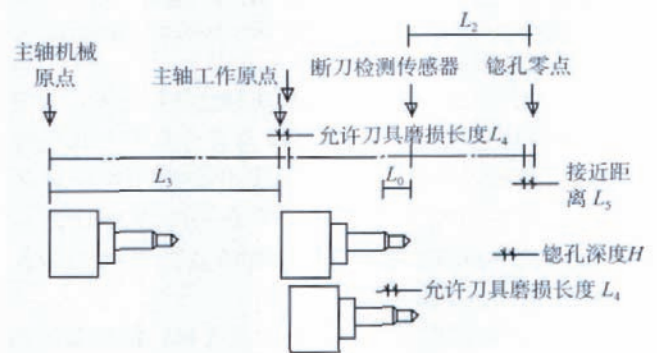 L₂
主轴机械
原点
主轴工作原点
断刀检测传感器
锪孔零点
允许刀具磨损长度L₄
L₃
L₀
接近距
离 L₅
锪孔深度H
允许刀具磨损长度 L₄